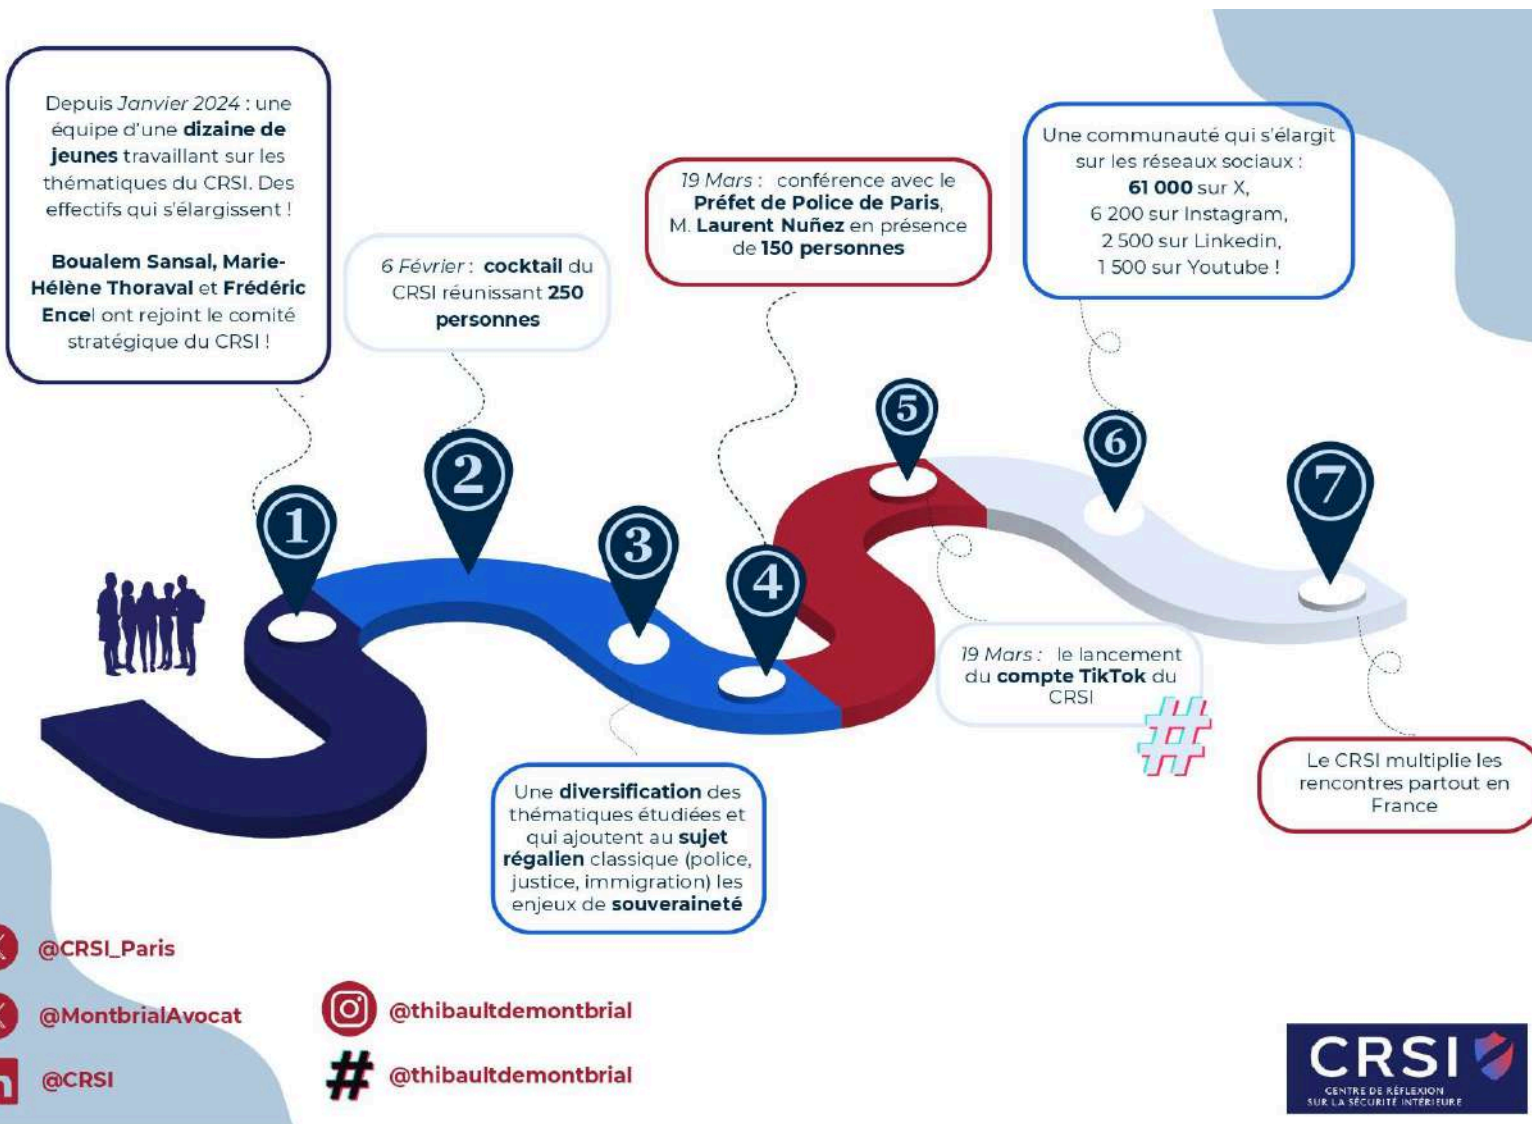 Depuis Janvier 2024 : une
équipe d'une dizaine de
jeunes travaillant sur les
thématiques du CRSI. Des
effectifs qui s'élargissent !
Boualem Sansal, Marie-
Hélène Thoraval et Frédéric
Encel ont rejoint le comité
stratégique du CRSI !
6 Février : cocktail du
CRSI réunissant 250
personnes
19 Mars : conférence avec le
Préfet de Police de Paris,
M. Laurent Nuñez en présence
de 150 personnes
Une communauté qui s'élargit
sur les réseaux sociaux :
61 000 sur X,
6 200 sur Instagram,
2 500 sur Linkedin,
1 500 sur Youtube !
1
2
3
4
5
6
7
19 Mars : le lancement
du compte TikTok du
CRSI
#
Une diversification des
thématiques étudiées et
qui ajoutent au sujet
régalien classique (police,
justice, immigration) les
enjeux de souveraineté
Le CRSI multiplie les
rencontres partout en
France
@CRSI_Paris
@MontbrialAvocat
@CRSI
@thibaultdemontbrial
# @thibaultdemontbrial
CRSI
CENTRE DE RÉFLEXION
SUR LA SÉCURITÉ INTÉRIEURE